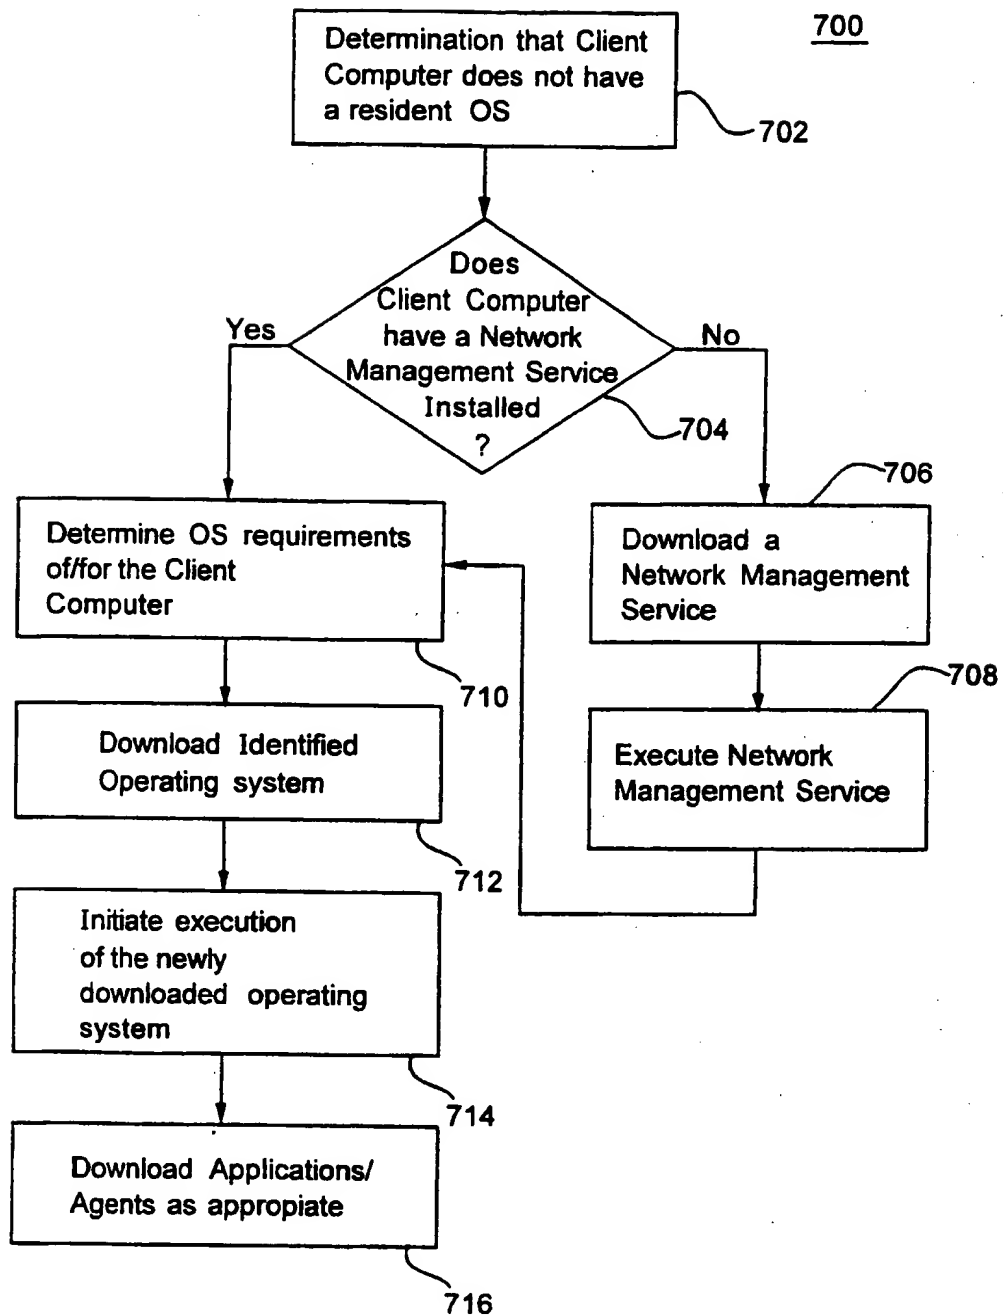 700
Determination that Client
Computer does not have
a resident OS
702
Does
Client Computer
have a Network
Management Service
Installed
?
Yes
No
704
706
Determine OS requirements
of/for the Client
Computer
Download a
Network Management
Service
710
708
Download Identified
Operating system
Execute Network
Management Service
712
Initiate execution
of the newly
downloaded operating
system
714
Download Applications/
Agents as appropiate
716